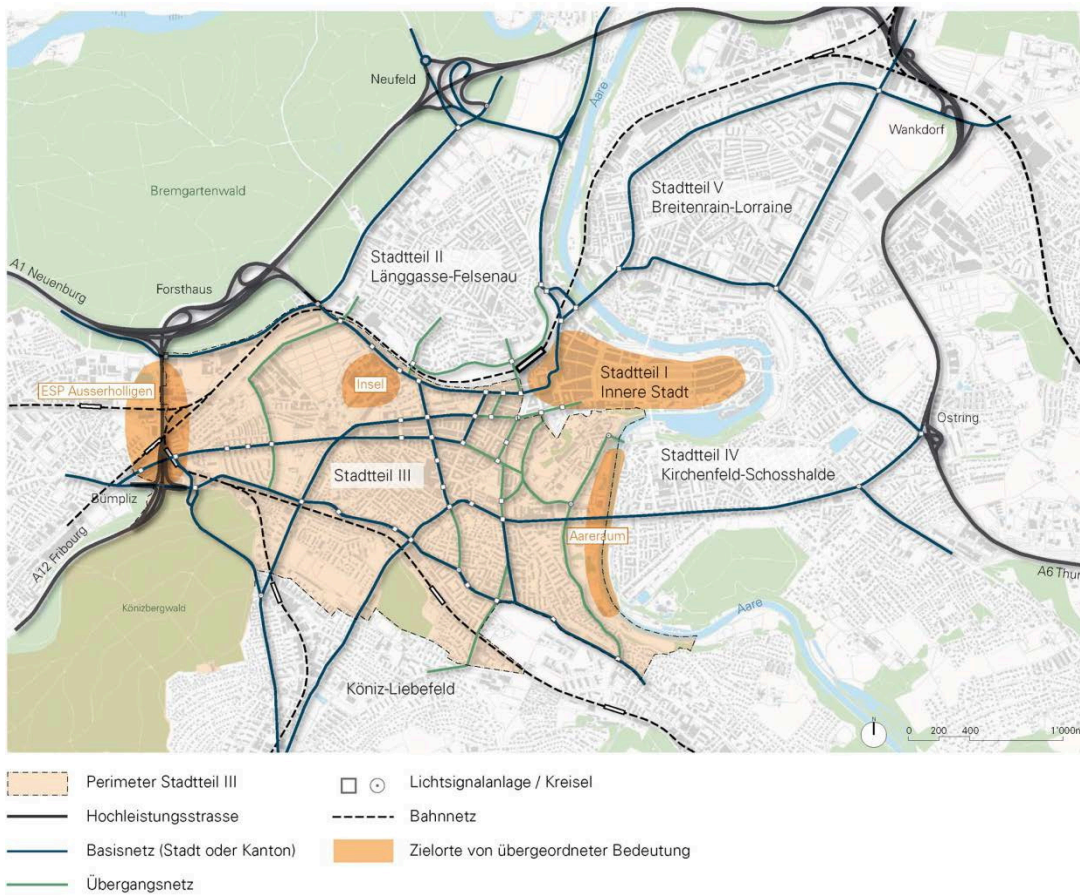 Neufeld
Aare
Wankdorf
Bremgartenwald
Stadtteil V
Breitenrain-Lorraine
Stadtteil II
Länggasse-Felsenau
A1 Neuenburg
Forsthaus
ESP Ausserholligen
Insel
Stadtteil I
Innere Stadt
Ostring
Stadtteil IV
Kirchenfeld-Schosshalde
Stadtteil III
Bümpliz
Aareraum
A12 Fribourg
A6 Thun
Könizbergwald
Aare
Köniz-Liebefeld
N
0 200 400 1'000m
Perimeter Stadtteil III
Lichtsignalanlage / Kreisel
Hochleistungsstrasse
Bahnnetz
Basisnetz (Stadt oder Kanton)
Zielorte von übergeordneter Bedeutung
Übergangsnetz